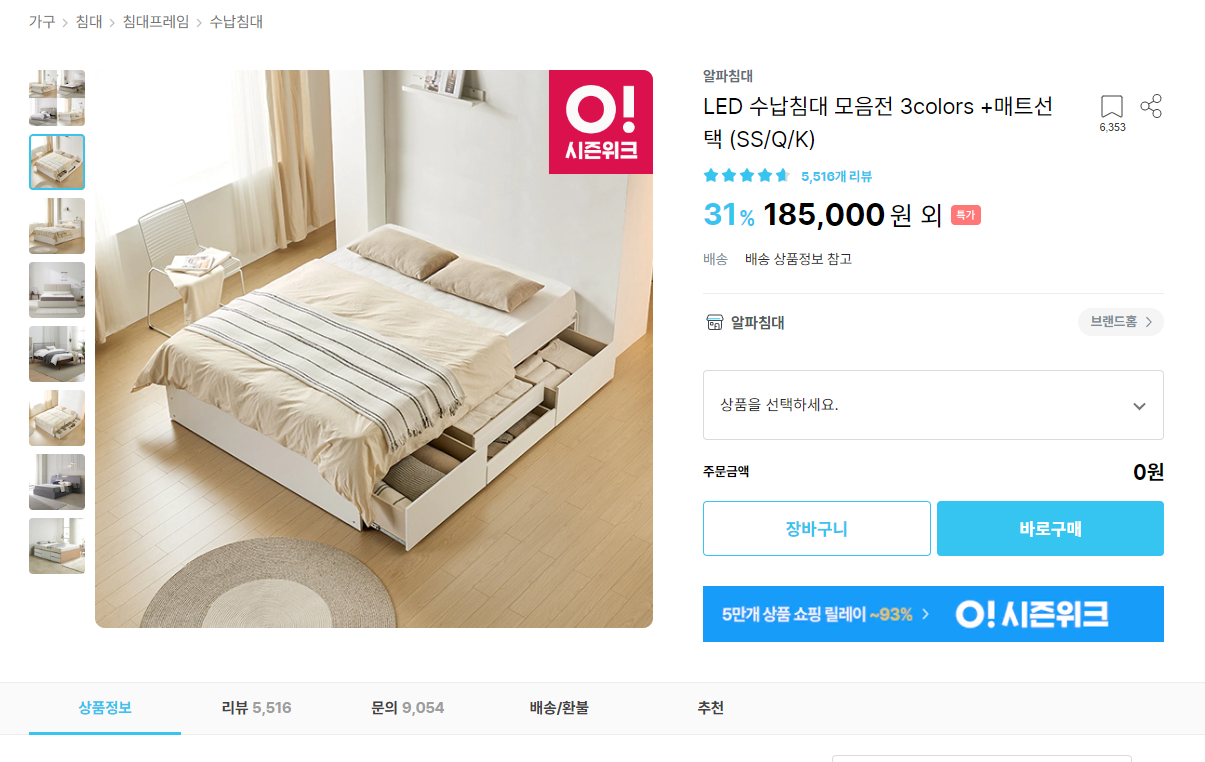 가구 > 침대 > 침대프레임 > 수납침대
O!
시즌위크
알파침대
LED 수납침대 모음전 3colors +매트선
택 (SS/Q/K)
6,353
5,516개 리뷰
31% 185,000원 외 특가
배송 배송 상품정보 참고
알파침대
브랜드홈 >
상품을 선택하세요.
주문금액 0원
장바구니 바로구매
5만개 상품 쇼핑 릴레이 ~93% > O! 시즌위크
상품정보 리뷰 5,516 문의 9,054 배송/환불 추천